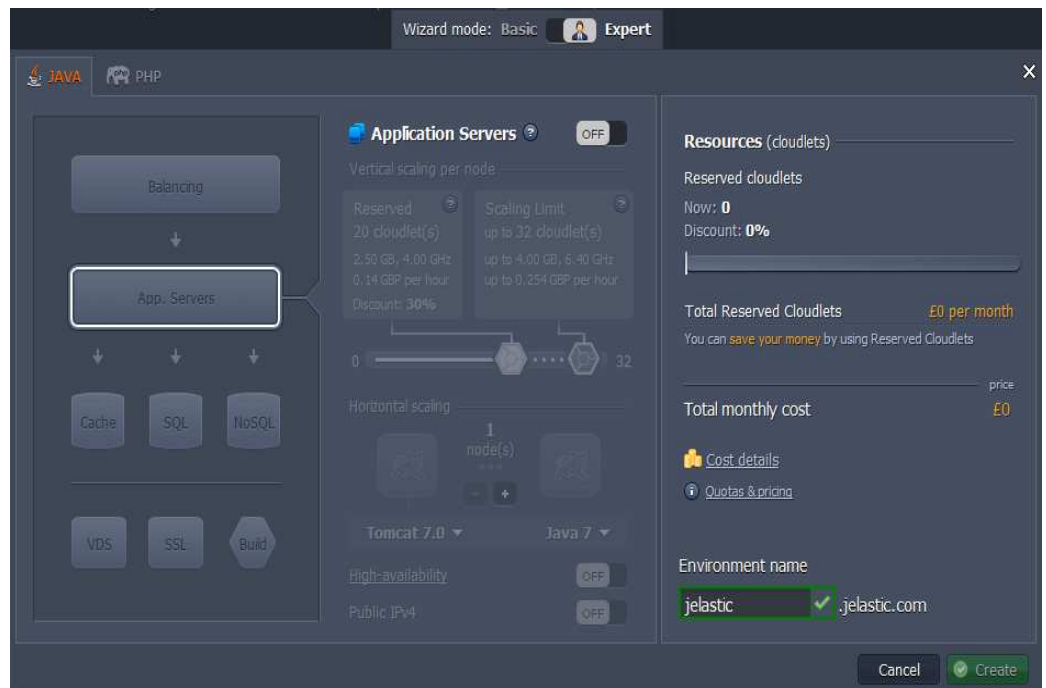 Wizard mode: Basic Expert
JAVA PHP
Balancing
App. Servers
Cache SQL NoSQL
VDS SSL Build
Application Servers ? OFF
Vertical scaling per node
Reserved ?
20 cloudlet(s)
2.50 GB, 4.00 GHz
0.14 GBP per hour
Discount: 30%
Scaling Limit ?
up to 32 cloudlet(s)
up to 4.00 GB, 6.40 GHz
up to 0.254 GBP per hour
0 32
Horizontal scaling
1
node(s)
- +
Tomcat 7.0 Java 7
High-availability OFF
Public IPv4 OFF
X
Resources (cloudlets)
Reserved cloudlets
Now: 0
Discount: 0%
Total Reserved Cloudlets £0 per month
You can save your money by using Reserved Cloudlets
price
Total monthly cost £0
Cost details
Quotas & pricing
Environment name
jelastic .jelastic.com
Cancel Create